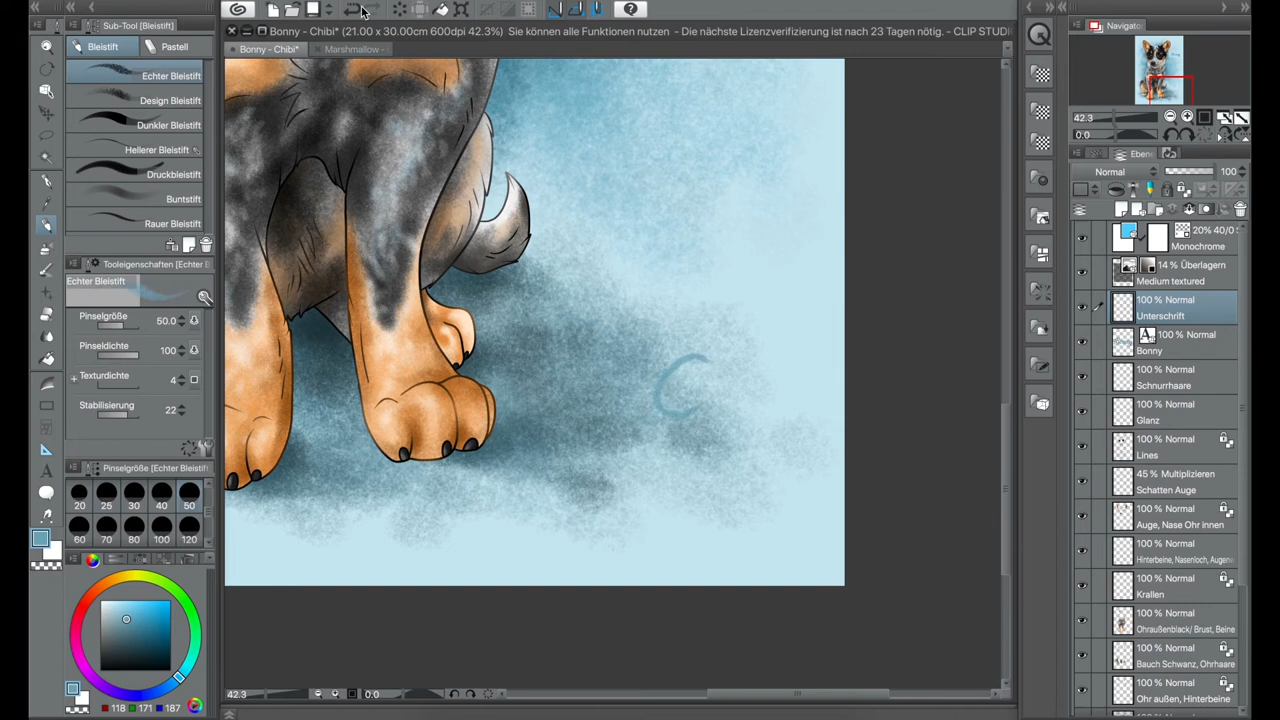 Sub-Tool [Bleistift]
Bleistift
Pastell
Echter Bleistift
Design Bleistift
Dunkler Bleistift
Hellerer Bleistift
Druckbleistift
Buntstift
Rauer Bleistift
Tooleigenschaften [Echter
Echter Bleistift
Pinselgröße 50.0
Pinseldichte 100
Texturdichte 4
Stabilisierung 22
Pinselgröße [Echter Bleistift]
20 25 30 40 50
60 70 80 100 120
118 171 187
Bonny - Chibi* (21.00 x 30.00cm 600dpi 42.3%) Sie können alle Funktionen nutzen - Die nächste Lizenzverifizierung ist nach 23 Tagen nötig. - CLIP STUDI
Bonny - Chibi*
Marshmallow -
42.3
0.0
Navigator
42.3
0.0
Ebene
Normal 100
Monochrome
14 % Überlagern
Medium textured
100 % Normal
Unterschrift
100 % Normal
Bonny
100 % Normal
Schnurrhaare
100 % Normal
Glanz
100 % Normal
Lines
45 % Multiplizieren
Schatten Auge
100 % Normal
Auge, Nase Ohr innen
100 % Normal
Hinterbeine, Nasenloch, Augenw
100 % Normal
Krallen
100 % Normal
Ohraußenblack/ Brust, Beine
100 % Normal
Bauch Schwanz, Ohrhaare
100 % Normal
Ohr außen, Hinterbeine